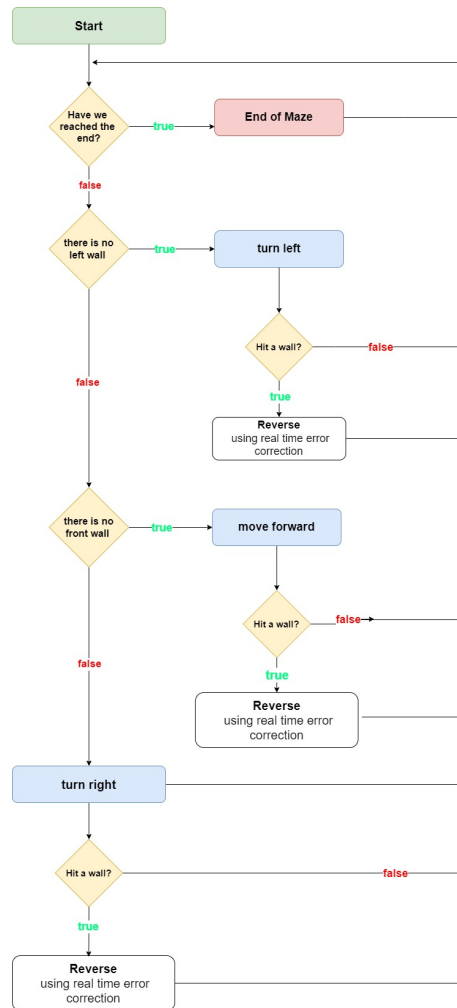 Start
Have we
reached the
end?
true
End of Maze
false
there is no
left wall
true
turn left
Hit a wall?
false
false
true
Reverse
using real time error
correction
there is no
front wall
true
move forward
Hit a wall?
false
false
true
Reverse
using real time error
correction
turn right
Hit a wall?
false
true
Reverse
using real time error
correction